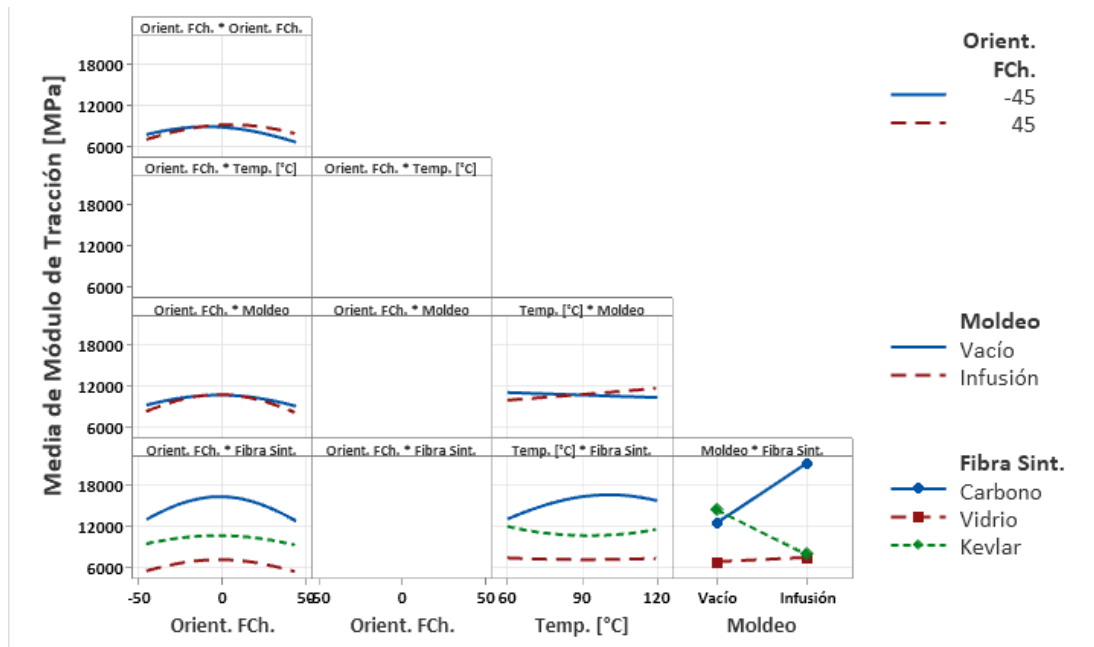 Orient. FCh. * Orient. FCh.
18000
12000
6000
Orient. FCh. * Temp. [°C]
Orient. FCh. * Temp. [°C]
18000
12000
6000
Orient. FCh. * Moldeo
Orient. FCh. * Moldeo
Temp. [°C] * Moldeo
18000
12000
6000
Orient. FCh. * Fibra Sint.
Orient. FCh. * Fibra Sint.
Temp. [°C] * Fibra Sint.
Moldeo * Fibra Sint.
18000
12000
6000
-50
0
50
0
50
60
90
120
Vacío
Infusión
Orient. FCh.
Orient. FCh.
Temp. [°C]
Moldeo
Media de Módulo de Tracción [MPa]
Orient.
FCh.
-45
45
Moldeo
Vacío
Infusión
Fibra Sint.
Carbono
Vidrio
Kevlar